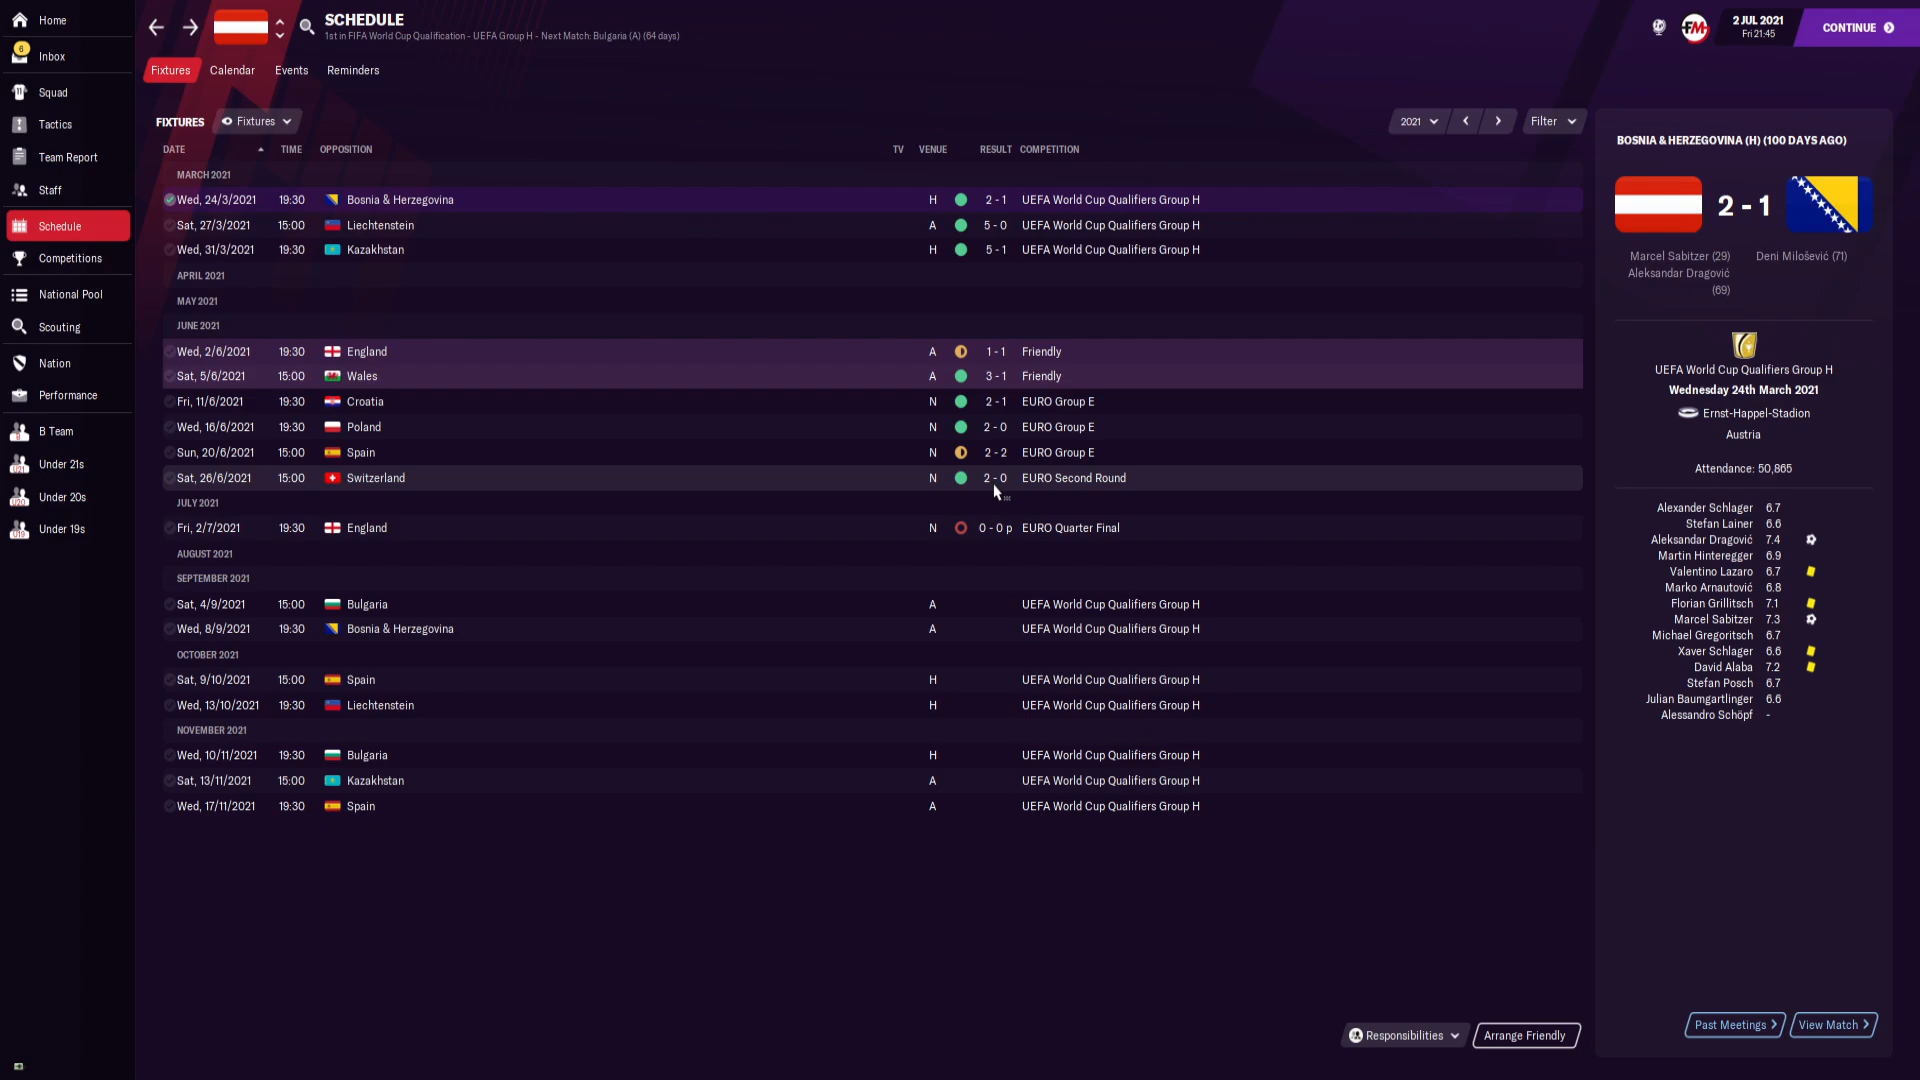 Home
6
Inbox
Squad
Tactics
Team Report
Staff
Schedule
Competitions
National Pool
Scouting
Nation
Performance
B Team
Under 21s
Under 20s
Under 19s
SCHEDULE
1st in FIFA World Cup Qualification - UEFA Group H - Next Match: Bulgaria (A) (64 days)
FM
2 JUL 2021
Fri 21:45
CONTINUE
Fixtures Calendar Events Reminders
FIXTURES Fixtures 2021 Filter
DATE TIME OPPOSITION TV VENUE RESULT COMPETITION
MARCH 2021
Wed, 24/3/2021 19:30 Bosnia & Herzegovina H 2 - 1 UEFA World Cup Qualifiers Group H
Sat, 27/3/2021 15:00 Liechtenstein A 5 - 0 UEFA World Cup Qualifiers Group H
Wed, 31/3/2021 19:30 Kazakhstan H 5 - 1 UEFA World Cup Qualifiers Group H
APRIL 2021
MAY 2021
JUNE 2021
Wed, 2/6/2021 19:30 England A 1 - 1 Friendly
Sat, 5/6/2021 15:00 Wales A 3 - 1 Friendly
Fri, 11/6/2021 19:30 Croatia N 2 - 1 EURO Group E
Wed, 16/6/2021 19:30 Poland N 2 - 0 EURO Group E
Sun, 20/6/2021 15:00 Spain N 2 - 2 EURO Group E
Sat, 26/6/2021 15:00 Switzerland N 2 - 0 EURO Second Round
JULY 2021
Fri, 2/7/2021 19:30 England N 0 - 0 p EURO Quarter Final
AUGUST 2021
SEPTEMBER 2021
Sat, 4/9/2021 15:00 Bulgaria A UEFA World Cup Qualifiers Group H
Wed, 8/9/2021 19:30 Bosnia & Herzegovina A UEFA World Cup Qualifiers Group H
OCTOBER 2021
Sat, 9/10/2021 15:00 Spain H UEFA World Cup Qualifiers Group H
Wed, 13/10/2021 19:30 Liechtenstein H UEFA World Cup Qualifiers Group H
NOVEMBER 2021
Wed, 10/11/2021 19:30 Bulgaria H UEFA World Cup Qualifiers Group H
Sat, 13/11/2021 15:00 Kazakhstan A UEFA World Cup Qualifiers Group H
Wed, 17/11/2021 19:30 Spain A UEFA World Cup Qualifiers Group H
Responsibilities Arrange Friendly
BOSNIA & HERZEGOVINA (H) (100 DAYS AGO)
2 - 1
Marcel Sabitzer (29) Deni Milošević (71)
Aleksandar Dragović
(69)
UEFA World Cup Qualifiers Group H
Wednesday 24th March 2021
Ernst-Happel-Stadion
Austria
Attendance: 50,865
Alexander Schlager 6.7
Stefan Lainer 6.6
Aleksandar Dragović 7.4
Martin Hinteregger 6.9
Valentino Lazaro 6.7
Marko Arnautović 6.8
Florian Grillitsch 7.1
Marcel Sabitzer 7.3
Michael Gregoritsch 6.7
Xaver Schlager 6.6
David Alaba 7.2
Stefan Posch 6.7
Julian Baumgartlinger 6.6
Alessandro Schöpf -
Past Meetings View Match